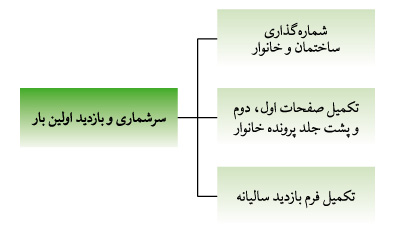 سرشماری و بازدید اولین بار
شماره‌گذاری
ساختمان و خانوار
تکمیل صفحات اول، دوم
و پشت جلد پرونده خانوار
تکمیل فرم بازدید سالیانه